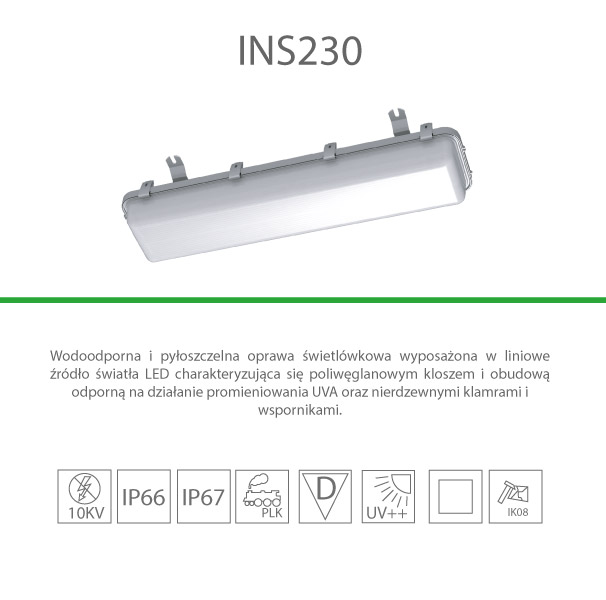 INS230
Wodoodporna i pyłoszczelna oprawa świetlówkowa wyposażona w liniowe
źródło światła LED charakteryzująca się poliwęglanowym kloszem i obudową
odporną na działanie promieniowania UVA oraz nierdzewnymi klamrami i
wspornikami.
10KV IP66 IP67 PLK D UV++ IK08